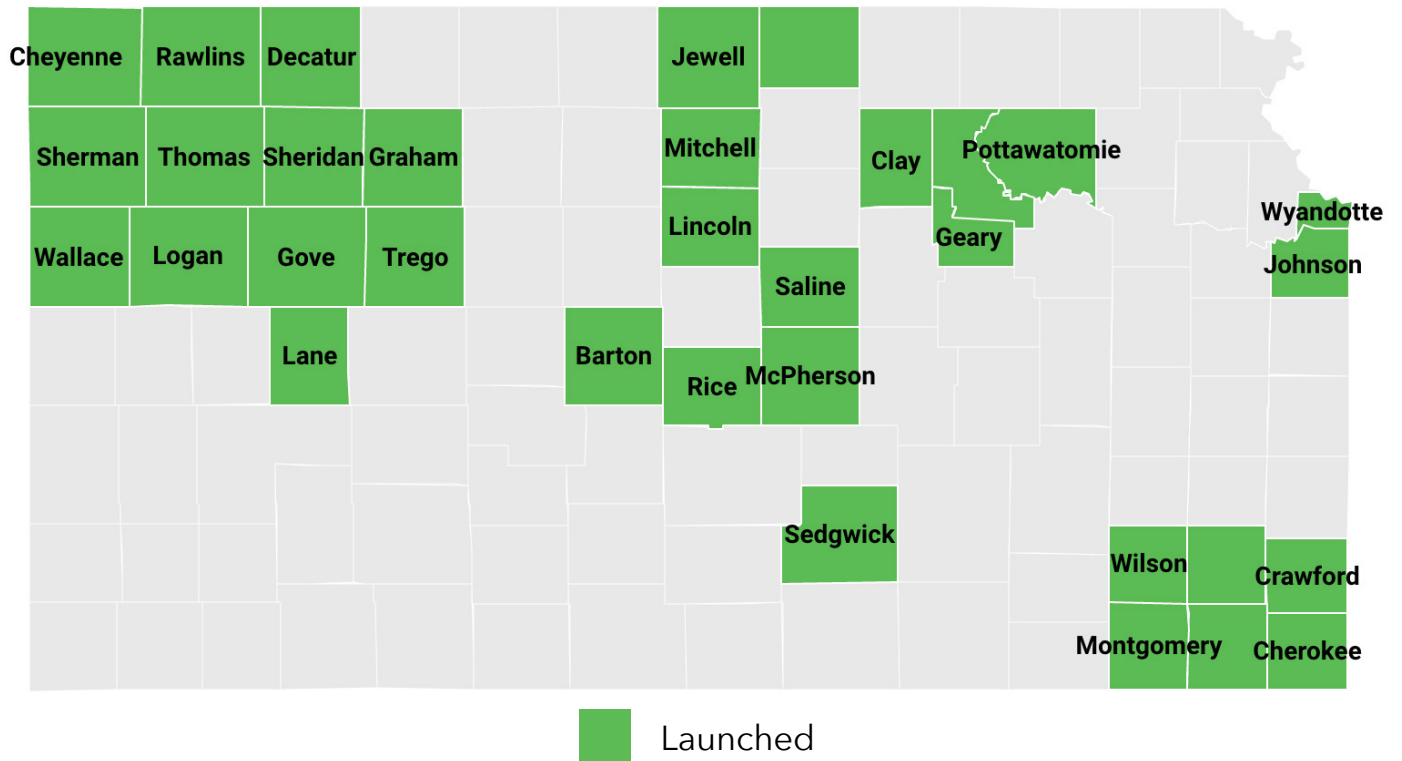 Cheyenne
Rawlins
Decatur
Jewell
Sherman
Thomas
Sheridan
Graham
Mitchell
Clay
Pottawatomie
Wallace
Logan
Gove
Trego
Lincoln
Geary
Wyandotte
Johnson
Saline
Lane
Barton
Rice
McPherson
Sedgwick
Wilson
Crawford
Montgomery
Cherokee
Launched